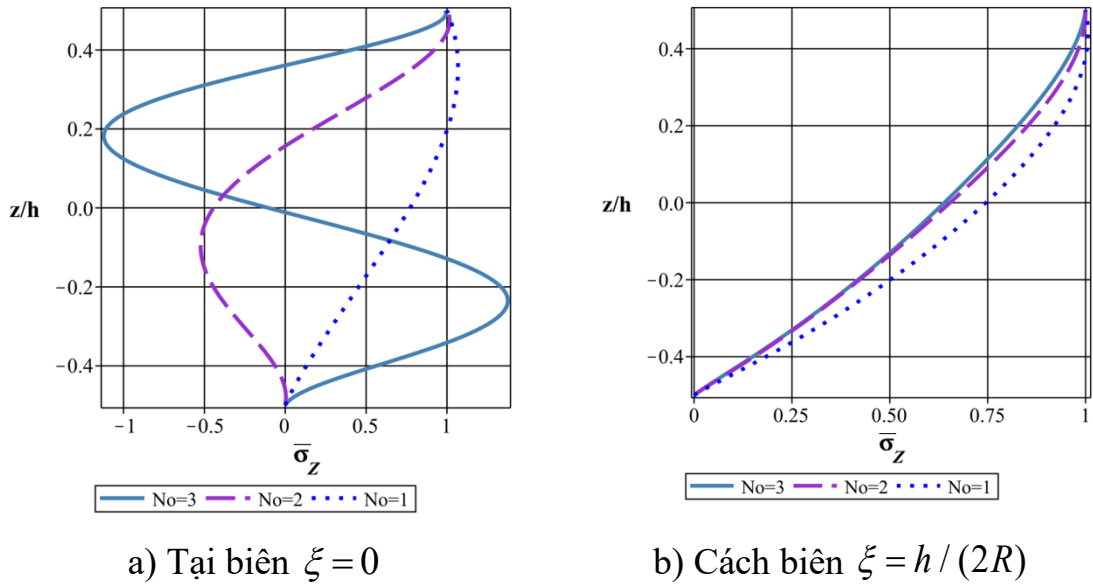 0.4
0.2
z/h
0.0
−0.2
−0.4
−1 −0.5 0 0.5 1
σ̅_Z
No=3 No=2 No=1
a) Tại biên ξ = 0
0.4
0.2
z/h
0.0
−0.2
−0.4
0 0.25 0.50 0.75 1
σ̅_Z
No=3 No=2 No=1
b) Cách biên ξ = h / (2R)